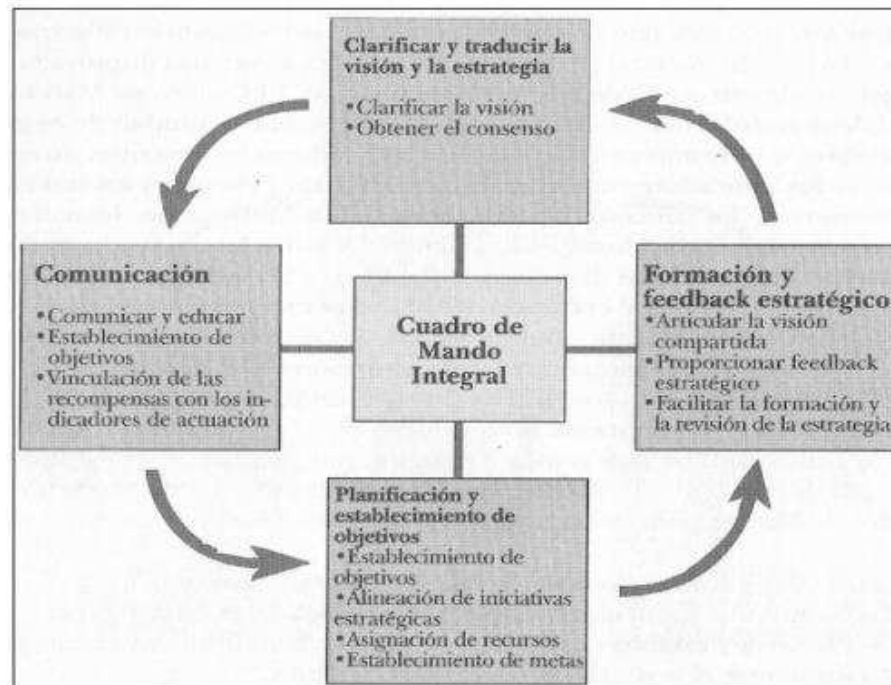 Clarificar y traducir la
visión y la estrategia
•Clarificar la visión
•Obtener el consenso
Comunicación
•Comunicar y educar
•Establecimiento de
objetivos
•Vinculación de las
recompensas con los in-
dicadores de actuación
Cuadro de
Mando
Integral
Formación y
feedback estratégico
•Articular la visión
compartida
•Proporcionar feedback
estratégico
•Facilitar la formación y
la revisión de la estrategia
Planificación y
establecimiento de
objetivos
•Establecimiento de
objetivos
•Alineación de iniciativas
estratégicas
•Asignación de recursos
•Establecimiento de metas